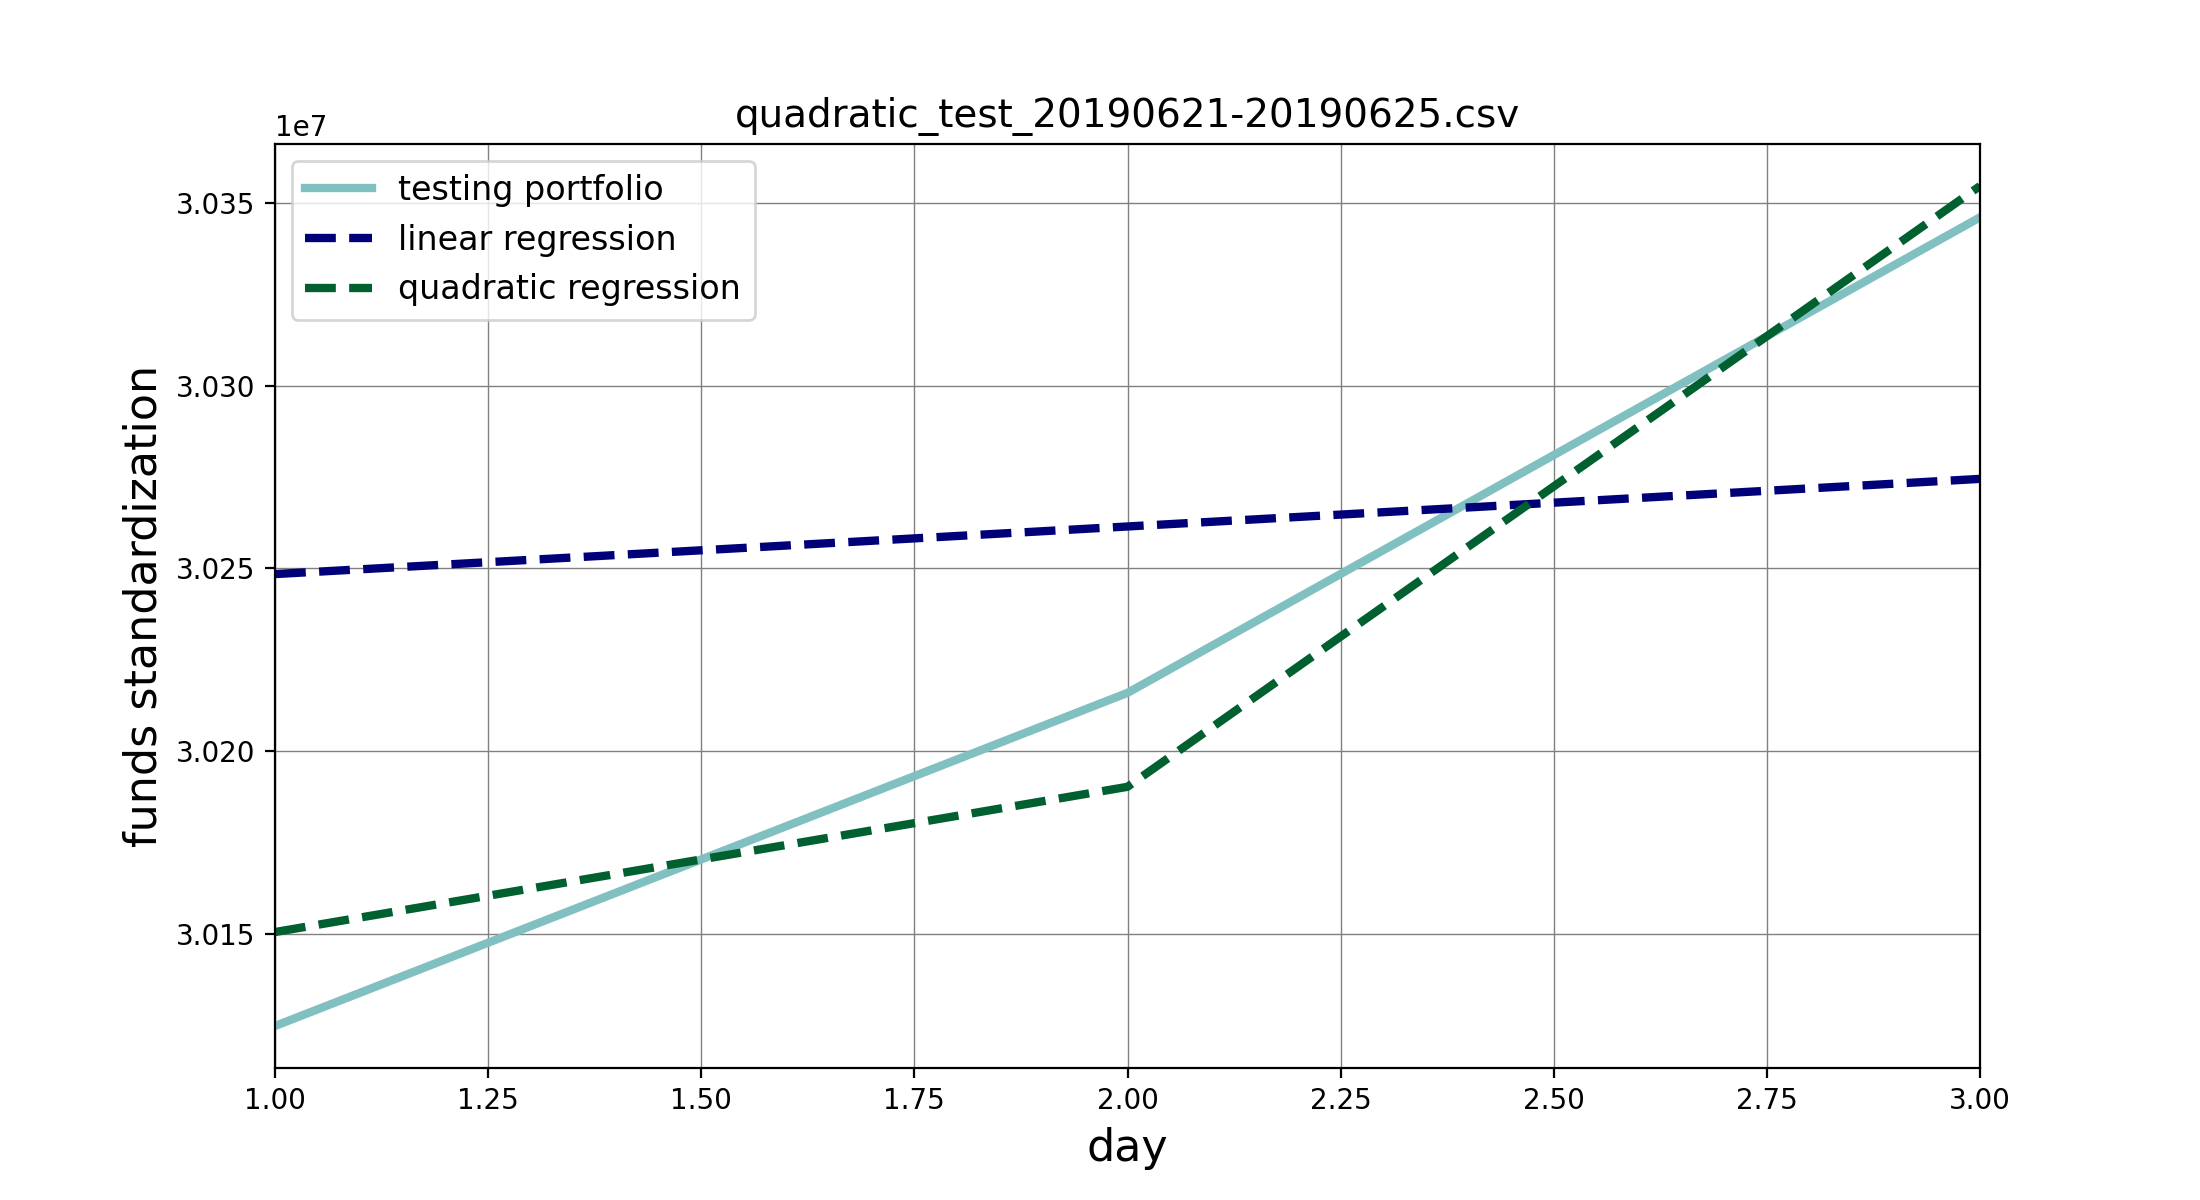 quadratic_test_20190621-20190625.csv
1e7
testing portfolio
linear regression
quadratic regression
funds standardization
3.035
3.030
3.025
3.020
3.015
1.00 1.25 1.50 1.75 2.00 2.25 2.50 2.75 3.00
day